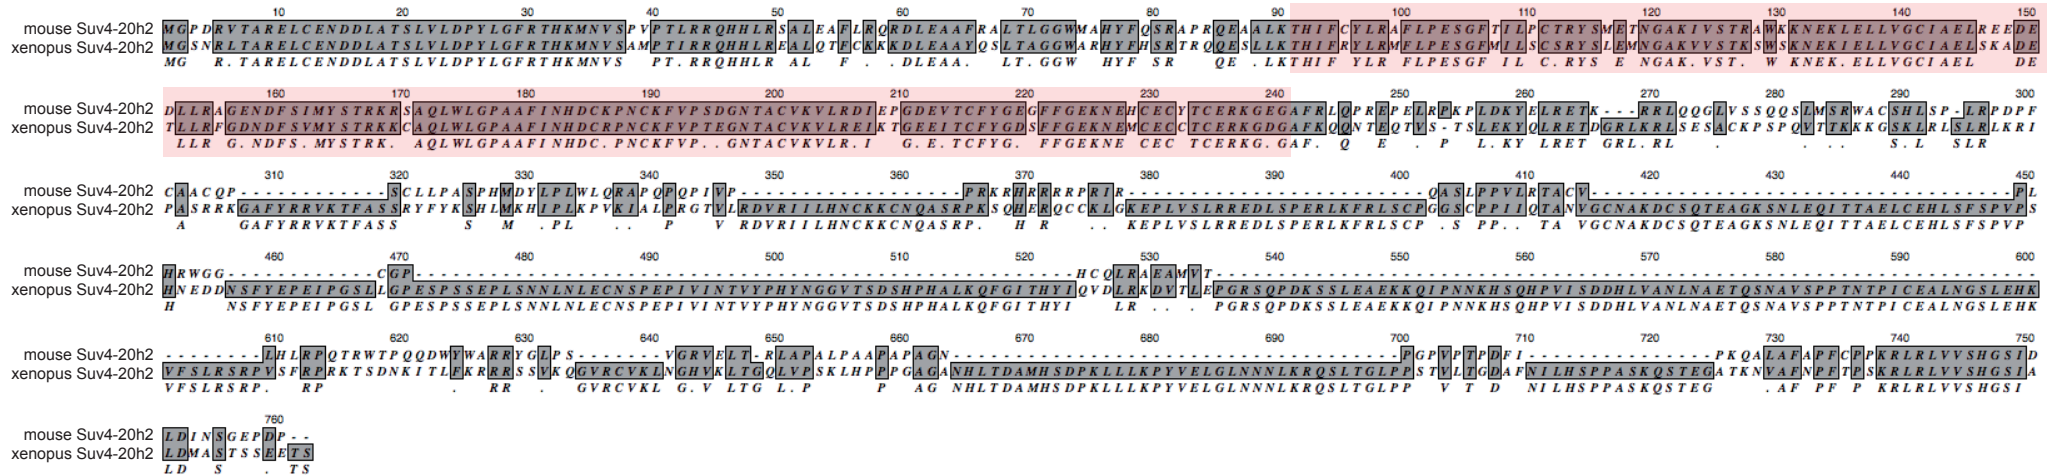 10 20 30 40 50 60 70 80 90 100 110 120 130 140 150
mouse Suv4-20h2 MGPDRVTARELCENDDLATSLVLDPYLGFRTHKMNVSPVPTLRRQHHLRSALEAFLRQRDLEAAFRALTLGGWMAHYFQSRAPRQEAALKTHIFCYLRAFLPESGFTILPCTRYSMETNGAKIVSTRAWKKNEKLELLVGCIAELREEDE
xenopus Suv4-20h2 MGSNRLTARELCENDDLATSLVLDPYLGFRTHKMNVSAMPTIRRQHHLREALQTFCKKKDLEAAYQSLTAGGWARHYFHSRTRQQESLLKTHIFRYLRMFLPESGFMILSCSRYSLEMNGAKVVSTKSWSKNEKIELLVGCIAELSKADE
MG R.TARELCENDDLATSLVLDPYLGFRTHKMNVS PT.RRQHHLR AL F . .DLEAA. LT.GGW HYF SR QE .LKTHIF YLR FLPESGF IL C.RYS E NGAK.VST. W KNEK.ELLVGCIAEL DE
160 170 180 190 200 210 220 230 240 250 260 270 280 290 300
mouse Suv4-20h2 DLLRAGENDFSIMYSTRKRSAQLWLGPAAFINHDCKPNCKFVPSDGNTACVKVLRDIEPGDEVTCFYGEGFFGEKNEHCECYTCERKGEGAFRLQPREPELRPKPLDKYELRETK---RRLQQGLVSSQQSLMSRWACSHLSP-LRPDPF
xenopus Suv4-20h2 TLLRFGDNDFSVMYSTRKKCAQLWLGPAAFINHDCRPNCKFVPTEGNTACVKVLREIKTGEEITCFYGDSFFGEKNEMCECCTCERKGDGAFKQQNTEQTVS-TSLEKYQLRETDGRLKRLSESACKPSPQVTTKKKGSKLRLSLRLKRI
LLR G.NDFS.MYSTRK. AQLWLGPAAFINHDC.PNCKFVP..GNTACVKVLR.I G.E.TCFYG. FFGEKNE CEC TCERKG.GAF. Q E . P L.KY LRET GRL.RL . . . . S.L SLR
310 320 330 340 350 360 370 380 390 400 410 420 430 440 450
mouse Suv4-20h2 CAACQP------------SCLLPASPHMDYLPLWLQRAPQPQPIVP------------------PRKRHRRRRPRIR----------------------QASLPPVLRTACV--------------------------------PL
xenopus Suv4-20h2 PASRRKGAFYRRVKTFASSRYFYKSHLMKHIPLKPVKIALPRGTVLRDVRIILHNCKKCNQASRPKSQHERQCCKLGKEPLVSLRREDLSPERLKFRLSCPGGSCPPIIQTANVGCNAKDCSQTEAGKSNLEQITTAELCEHLSFSPVPS
A GAFYRRVKTFASS S M .PL .. P V RDVRIILHNCKKCNQASRP. H R .. KEPLVSLRREDLSPERLKFRLSCP .S PP.. TA VGCNAKDCSQTEAGKSNLEQITTAELCEHLSFSPVP
460 470 480 490 500 510 520 530 540 550 560 570 580 590 600
mouse Suv4-20h2 HRWGG-------------CGP-----------------------------------------------------HCQLRAEAMVT-----------------------------------------------------------------
xenopus Suv4-20h2 HNEDDNSFYEPEIPGSLLGPESPSSEPLSNNLNLECNSPEPIVINTVYPHYNGGVTSDSHPHALKQFGITHYIQVDLRKDVTLEPGRSQPDKSSLEAEKKQIPNNKHSQHPVISDDHLVANLNAETQSNAVSPPTNTPICEALNGSLEHK
H NSFYEPEIPGSL GPESPSSEPLSNNLNLECNSPEPIVINTVYPHYNGGVTSDSHPHALKQFGITHYI LR .. . PGRSQPDKSSLEAEKKQIPNNKHSQHPVISDDHLVANLNAETQSNAVSPPTNTPICEALNGSLEHK
610 620 630 640 650 660 670 680 690 700 710 720 730 740 750
mouse Suv4-20h2 --------LHLRPQTRWTPQQDWYWARRYGLPS-------VGRVELT-RLAPALPAAPAPAGN------------------------------------PGPVPTPDFI---------------PKQALAFAPFCPPKRLRLVVSHGSID
xenopus Suv4-20h2 VFSLRSRPVSFRPRKTSDNKITLFKRRRSSVKQGVRCVKLNGHVKLTGQLVPSKLHPPPGAGANHLTDAMHSDPKLLLKPYVELGLNNNLKRQSLTGLPPSTVLTGDAFNILHSPPASKQSTEGATKNVAFNPFTPSKRLRLVVSHGSIA
VFSLRSRP. RP . RR . GVRCVKL G.V LTG L.P P AG NHLTDAMHSDPKLLLKPYVELGLNNNLKRQSLTGLPP V T D NILHSPPASKQSTEG .AF PF P KRLRLVVSHGSI
760
mouse Suv4-20h2 LDINSGEPDP--
xenopus Suv4-20h2 LDMASTSSEETS
LD S . TS